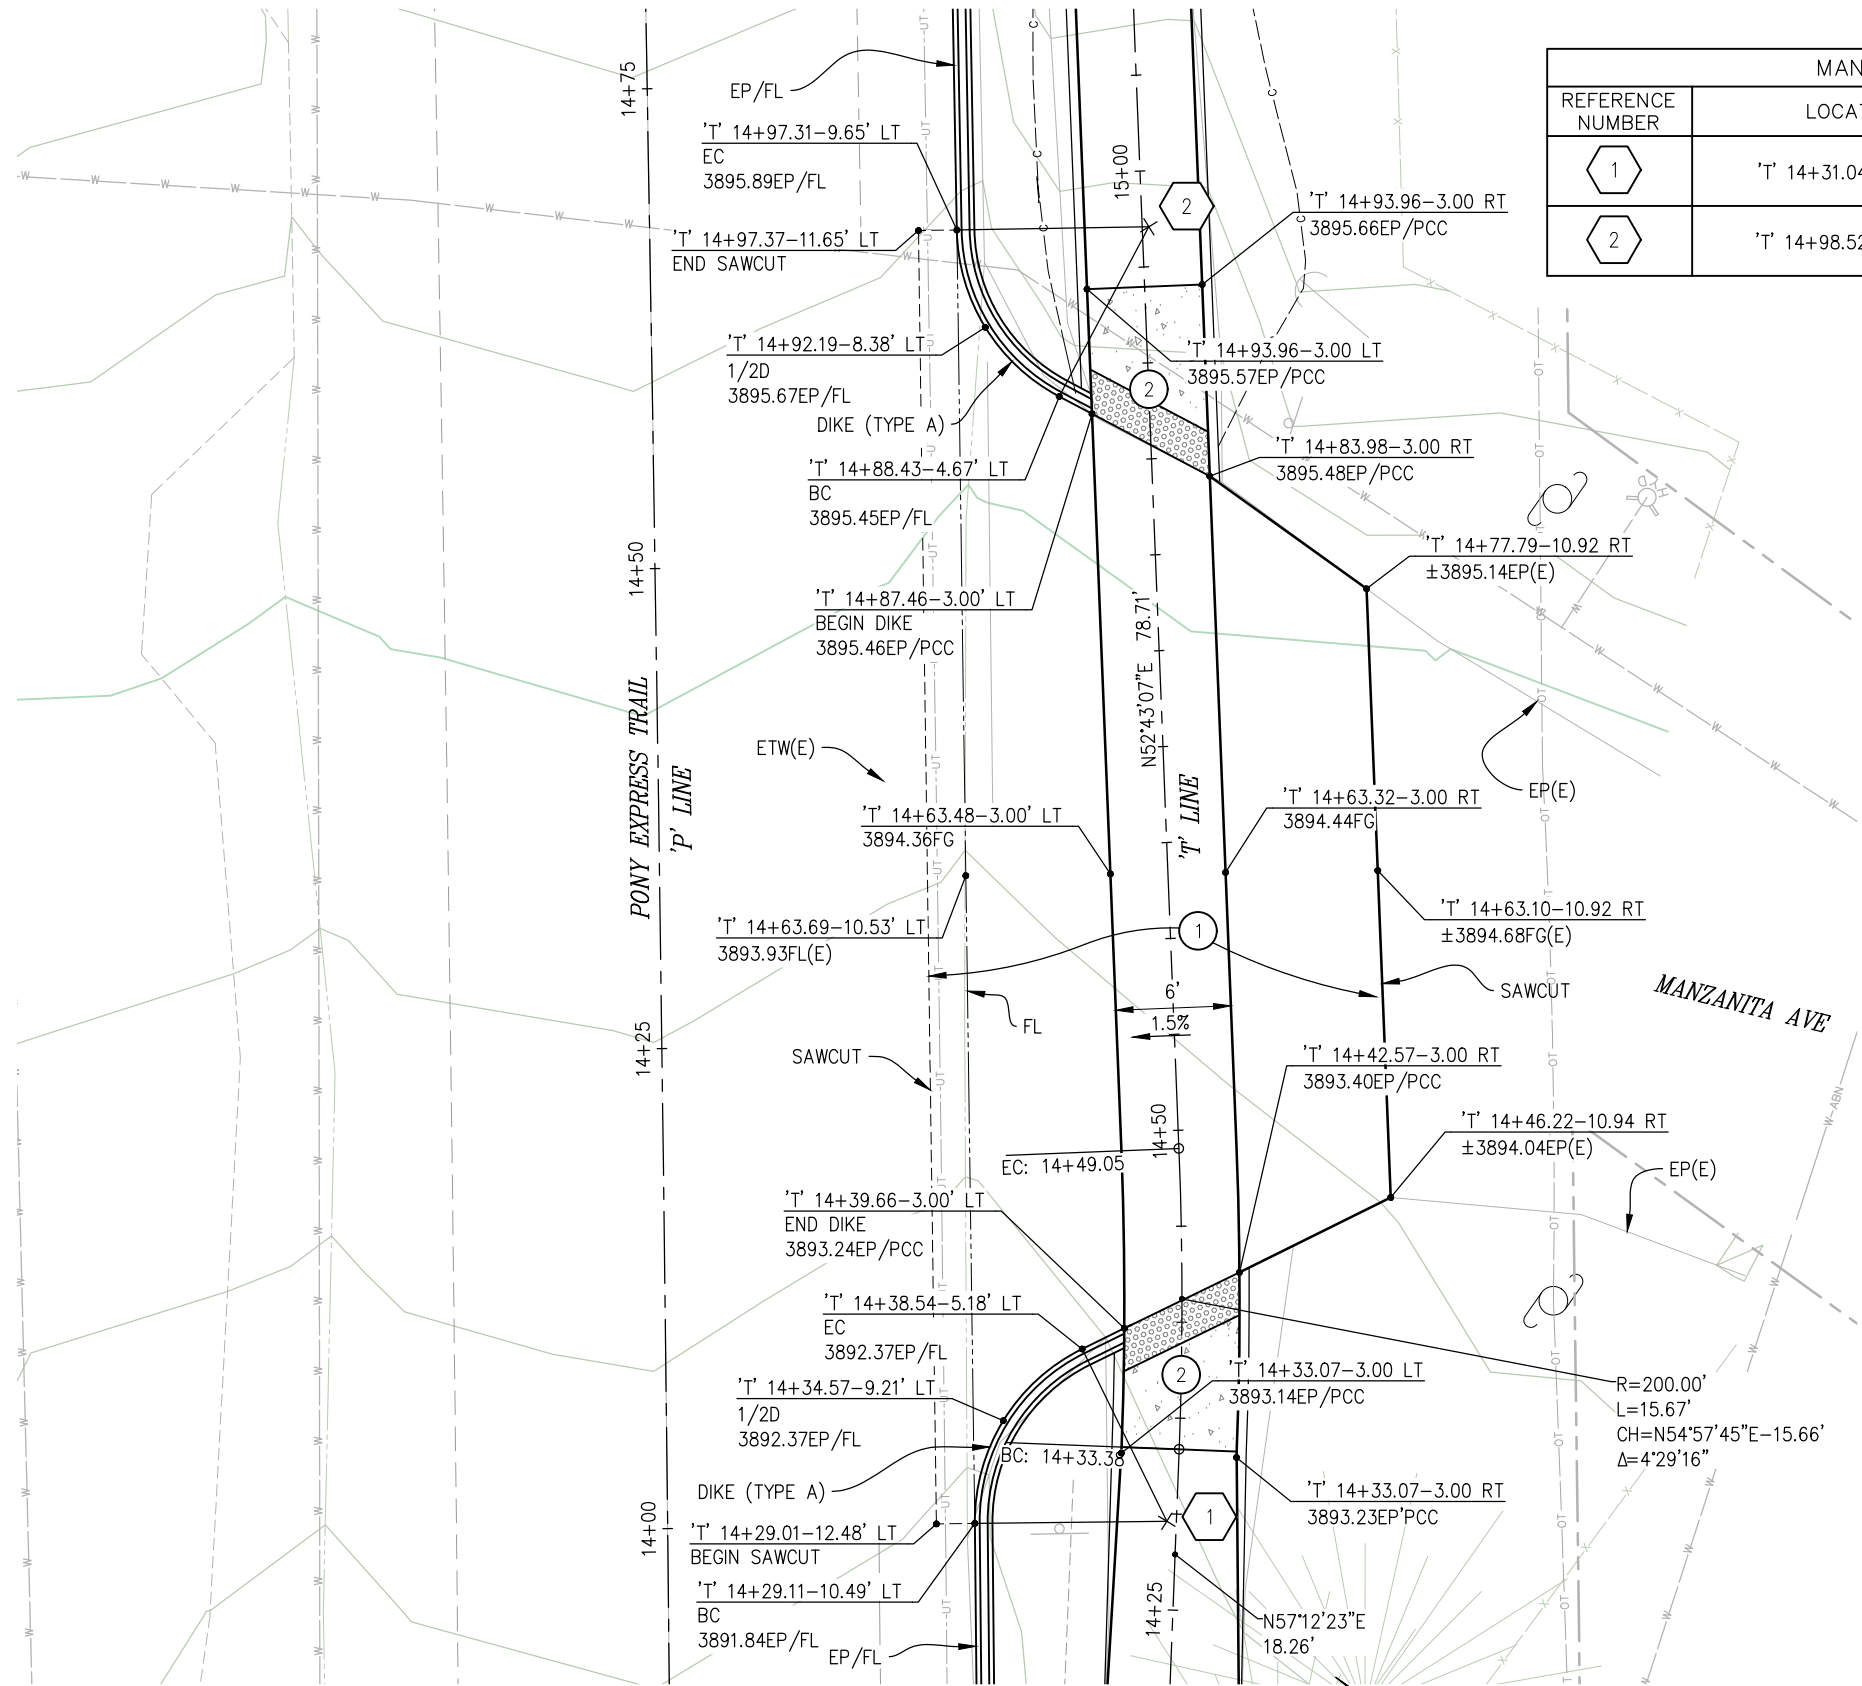 MAN
REFERENCE
NUMBER
LOCAT
1
'T' 14+31.04
2
'T' 14+98.52
14+75
EP/FL
'T' 14+97.31-9.65' LT
EC
3895.89EP/FL
15+00
2
'T' 14+93.96-3.00 RT
3895.66EP/PCC
'T' 14+97.37-11.65' LT
END SAWCUT
'T' 14+92.19-8.38' LT
1/2D
3895.67EP/FL
'T' 14+93.96-3.00 LT
3895.57EP/PCC
2
DIKE (TYPE A)
'T' 14+83.98-3.00 RT
3895.48EP/PCC
'T' 14+88.43-4.67' LT
BC
3895.45EP/FL
HYD
'T' 14+77.79-10.92 RT
±3895.14EP(E)
14+50
'T' 14+87.46-3.00' LT
BEGIN DIKE
3895.46EP/PCC
N52°43'07"E 78.71'
PONY EXPRESS TRAIL
'P' LINE
ETW(E)
'T' LINE
EP(E)
'T' 14+63.48-3.00' LT
3894.36FG
'T' 14+63.32-3.00 RT
3894.44FG
'T' 14+63.69-10.53' LT
3893.93FL(E)
1
'T' 14+63.10-10.92 RT
±3894.68FG(E)
6'
1.5%
SAWCUT
MANZANITA AVE
FL
14+25
SAWCUT
'T' 14+42.57-3.00 RT
3893.40EP/PCC
W-ABN
14+50
EC: 14+49.05
'T' 14+46.22-10.94 RT
±3894.04EP(E)
EP(E)
'T' 14+39.66-3.00' LT
END DIKE
3893.24EP/PCC
'T' 14+38.54-5.18' LT
EC
3892.37EP/FL
2
'T' 14+33.07-3.00 LT
3893.14EP/PCC
R=200.00'
L=15.67'
CH=N54°57'45"E-15.66'
Δ=4°29'16"
'T' 14+34.57-9.21' LT
1/2D
3892.37EP/FL
BC: 14+33.38
DIKE (TYPE A)
'T' 14+33.07-3.00 RT
3893.23EP'PCC
14+00
1
'T' 14+29.01-12.48' LT
BEGIN SAWCUT
'T' 14+29.11-10.49' LT
BC
3891.84EP/FL
14+25
N57°12'23"E
18.26'
EP/FL